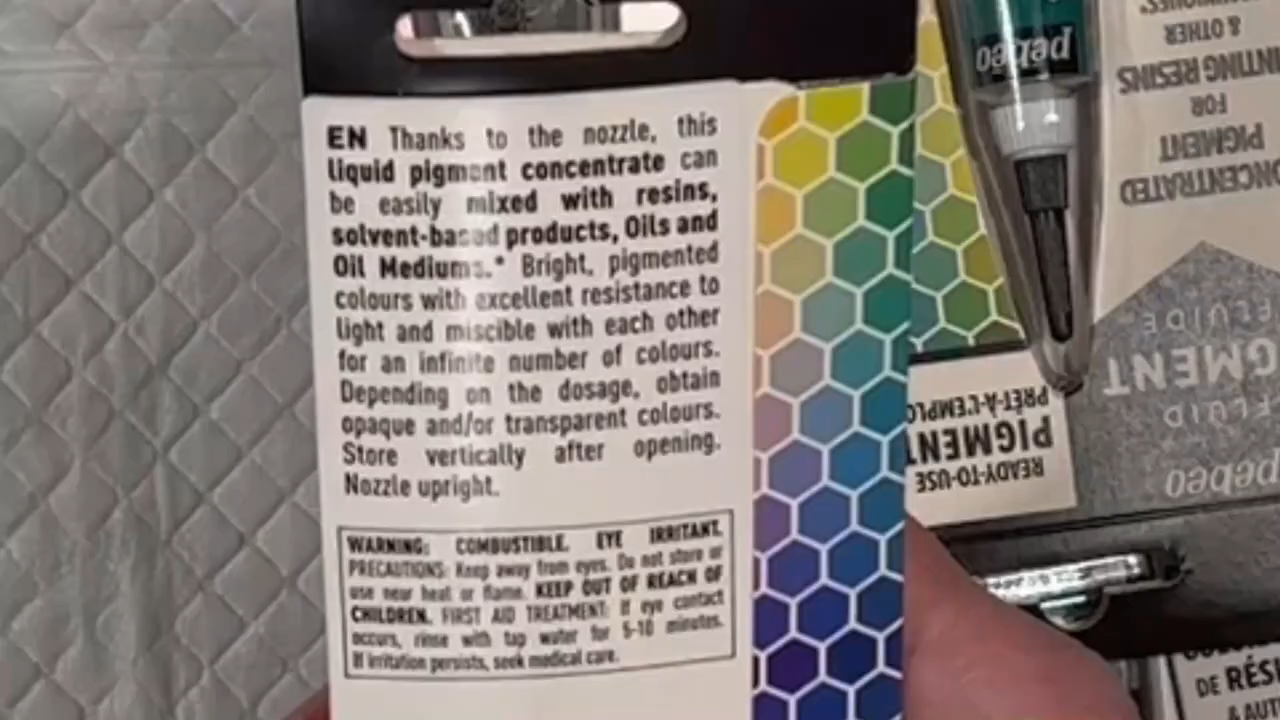 EN Thanks to the nozzle, this
liquid pigment concentrate can
be easily mixed with resins,
solvent-based products, Oils and
Oil Mediums.* Bright, pigmented
colours with excellent resistance to
light and miscible with each other
for an infinite number of colours.
Depending on the dosage, obtain
opaque and/or transparent colours.
Store vertically after opening.
Nozzle upright.
WARNING: COMBUSTIBLE. EYE IRRITANT.
PRECAUTIONS: Keep away from eyes. Do not store or
use near heat or flame. KEEP OUT OF REACH OF
CHILDREN. FIRST AID TREATMENT: If eye contact
occurs, rinse with tap water for 5-10 minutes.
If irritation persists, seek medical care.
pebeo
FLUID
GMENT
FLUIDE
READY-TO-USE
PIGMENT
PRÊT-À-L'EMPLO
ONCENTRATED
PIGMENT
FOR
INTING RESINS
& OTHER
pebeo
DE RÉSI
& AUT